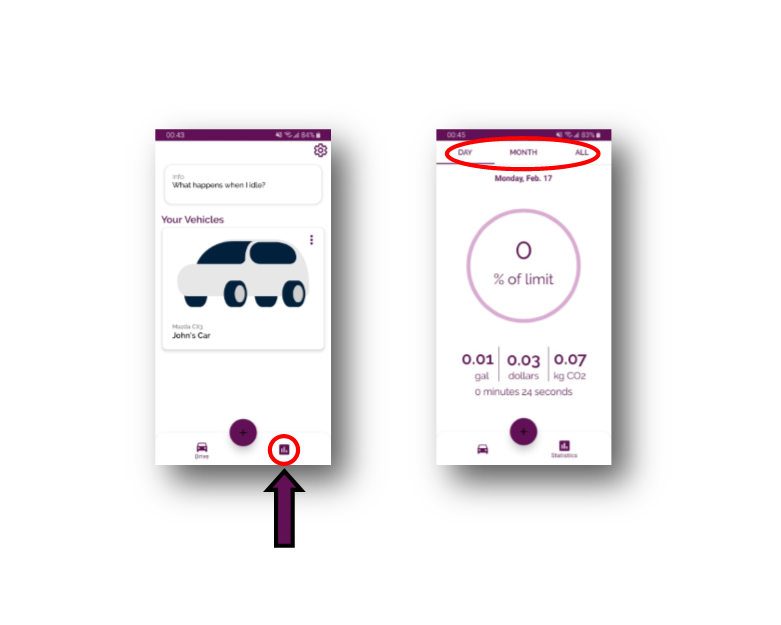 00:43 84%
Info
What happens when I idle?
Your Vehicles
Mazda CX3
John's Car
+
Drive
00:45 83%
DAY MONTH ALL
Monday, Feb. 17
0
% of limit
0.01 0.03 0.07
gal dollars kg CO2
0 minutes 24 seconds
+
Statistics